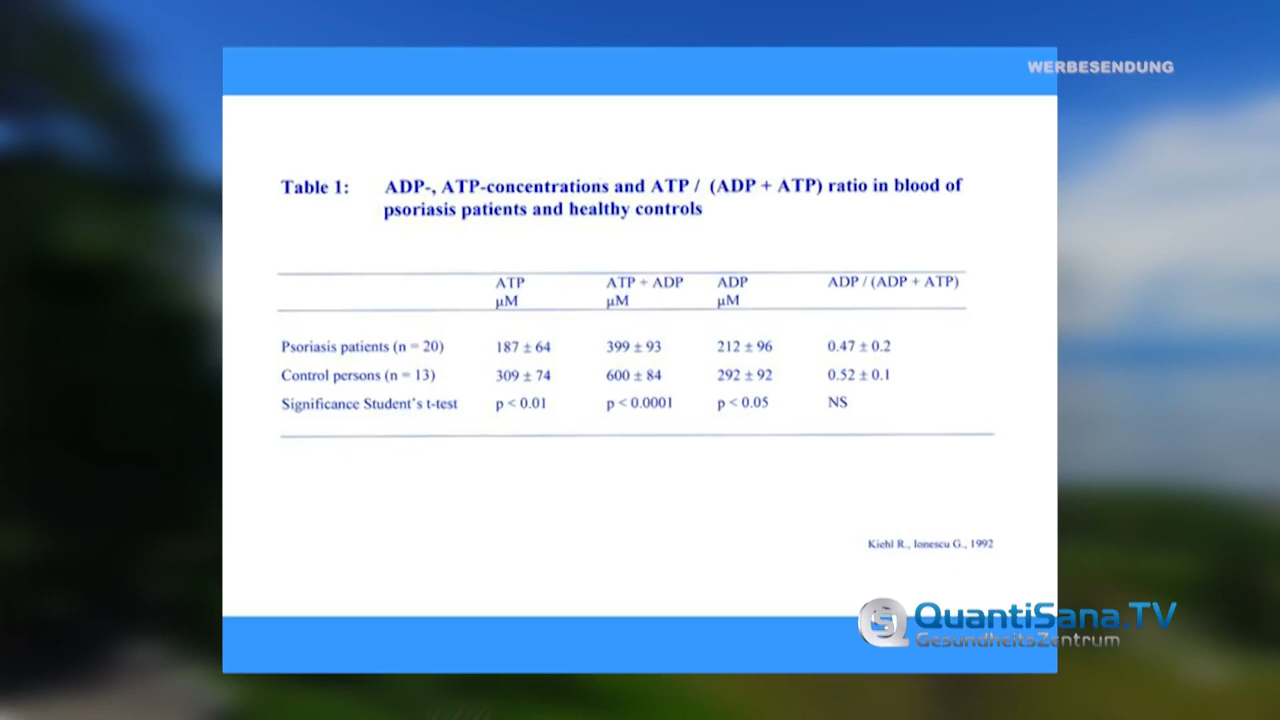 WERBESENDUNG
Table 1: ADP-, ATP-concentrations and ATP / (ADP + ATP) ratio in blood of
psoriasis patients and healthy controls
ATP ATP + ADP ADP ADP / (ADP + ATP)
µM µM µM
Psoriasis patients (n = 20) 187 ± 64 399 ± 93 212 ± 96 0.47 ± 0.2
Control persons (n = 13) 309 ± 74 600 ± 84 292 ± 92 0.52 ± 0.1
Significance Student's t-test p < 0.01 p < 0.0001 p < 0.05 NS
Kiehl R., Ionescu G., 1992
QuantiSana.TV
GesundheitsZentrum